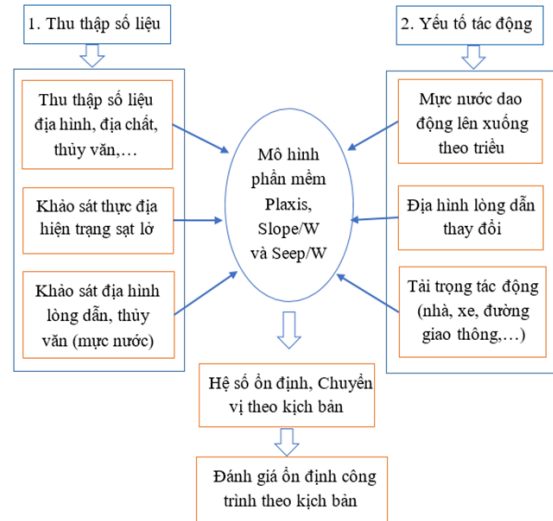 1. Thu thập số liệu
Thu thập số liệu
địa hình, địa chất,
thủy văn,…
Khảo sát thực địa
hiện trạng sạt lở
Khảo sát địa hình
lòng dẫn, thủy
văn (mực nước)
Mô hình
phần mềm
Plaxis,
Slope/W
và Seep/W
2. Yếu tố tác động
Mực nước dao
động lên xuống
theo triều
Địa hình lòng dẫn
thay đổi
Tải trọng tác động
(nhà, xe, đường
giao thông,…)
Hệ số ổn định, Chuyển
vị theo kịch bản
Đánh giá ổn định công
trình theo kịch bản